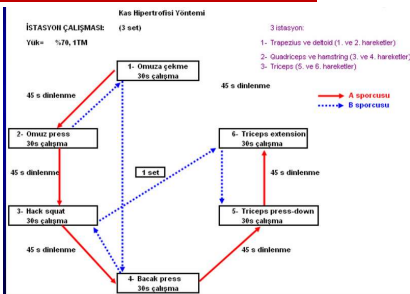 Kas Hipertrofisi Yöntemi
İSTASYON ÇALIŞMASI: (3 set)
Yük= %70, 1TM
3 istasyon:
1- Trapezius ve deltoid (1. ve 2. hareketler)
2- Quadriceps ve hamstring (3. ve 4. hareketler)
3- Triceps (5. ve 6. hareketler)
1- Omuza çekme
30s çalışma
45 s dinlenme
45 s dinlenme
A sporcusu
B sporcusu
2- Omuz press
30s çalışma
6- Triceps extension
30s çalışma
45 s dinlenme
1 set
45 s dinlenme
3- Hack squat
30s çalışma
5- Triceps press-down
30s çalışma
45 s dinlenme
45 s dinlenme
4- Bacak press
30s çalışma